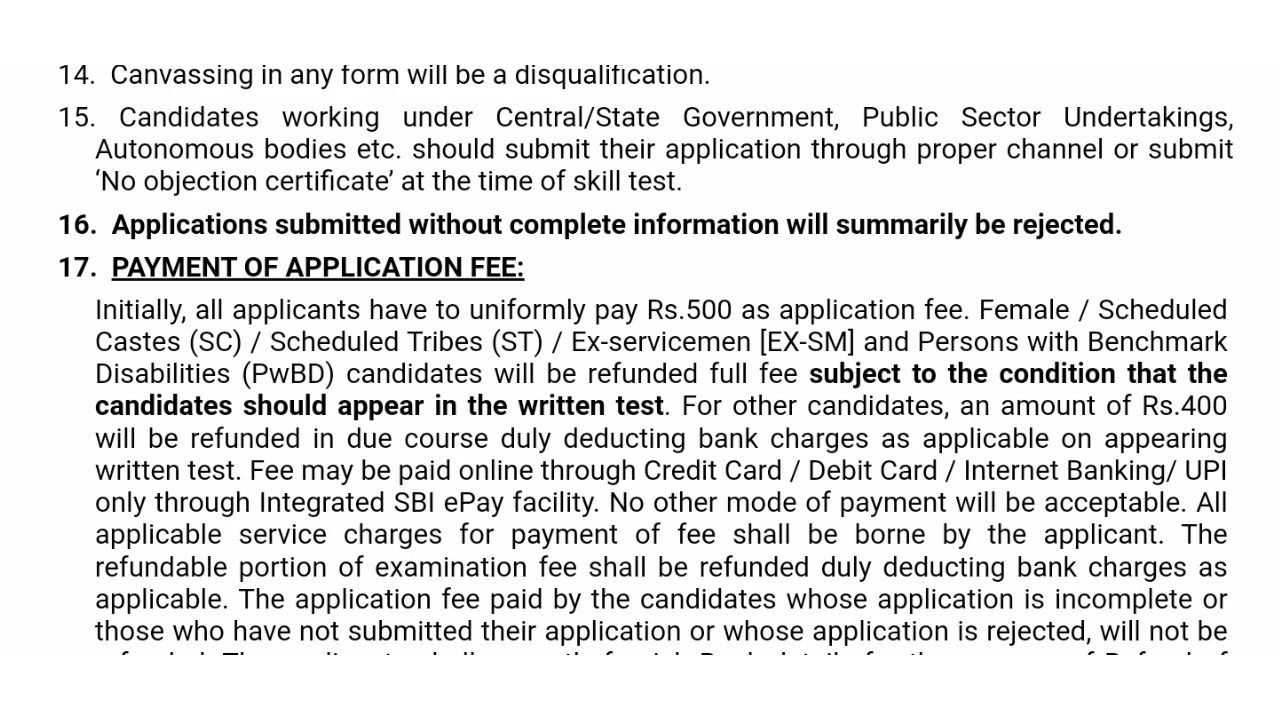 14. Canvassing in any form will be a disqualification.
15. Candidates working under Central/State Government, Public Sector Undertakings,
Autonomous bodies etc. should submit their application through proper channel or submit
‘No objection certificate’ at the time of skill test.
16. Applications submitted without complete information will summarily be rejected.
17. PAYMENT OF APPLICATION FEE:
Initially, all applicants have to uniformly pay Rs.500 as application fee. Female / Scheduled
Castes (SC) / Scheduled Tribes (ST) / Ex-servicemen [EX-SM] and Persons with Benchmark
Disabilities (PwBD) candidates will be refunded full fee subject to the condition that the
candidates should appear in the written test. For other candidates, an amount of Rs.400
will be refunded in due course duly deducting bank charges as applicable on appearing
written test. Fee may be paid online through Credit Card / Debit Card / Internet Banking/ UPI
only through Integrated SBI ePay facility. No other mode of payment will be acceptable. All
applicable service charges for payment of fee shall be borne by the applicant. The
refundable portion of examination fee shall be refunded duly deducting bank charges as
applicable. The application fee paid by the candidates whose application is incomplete or
those who have not submitted their application or whose application is rejected, will not be